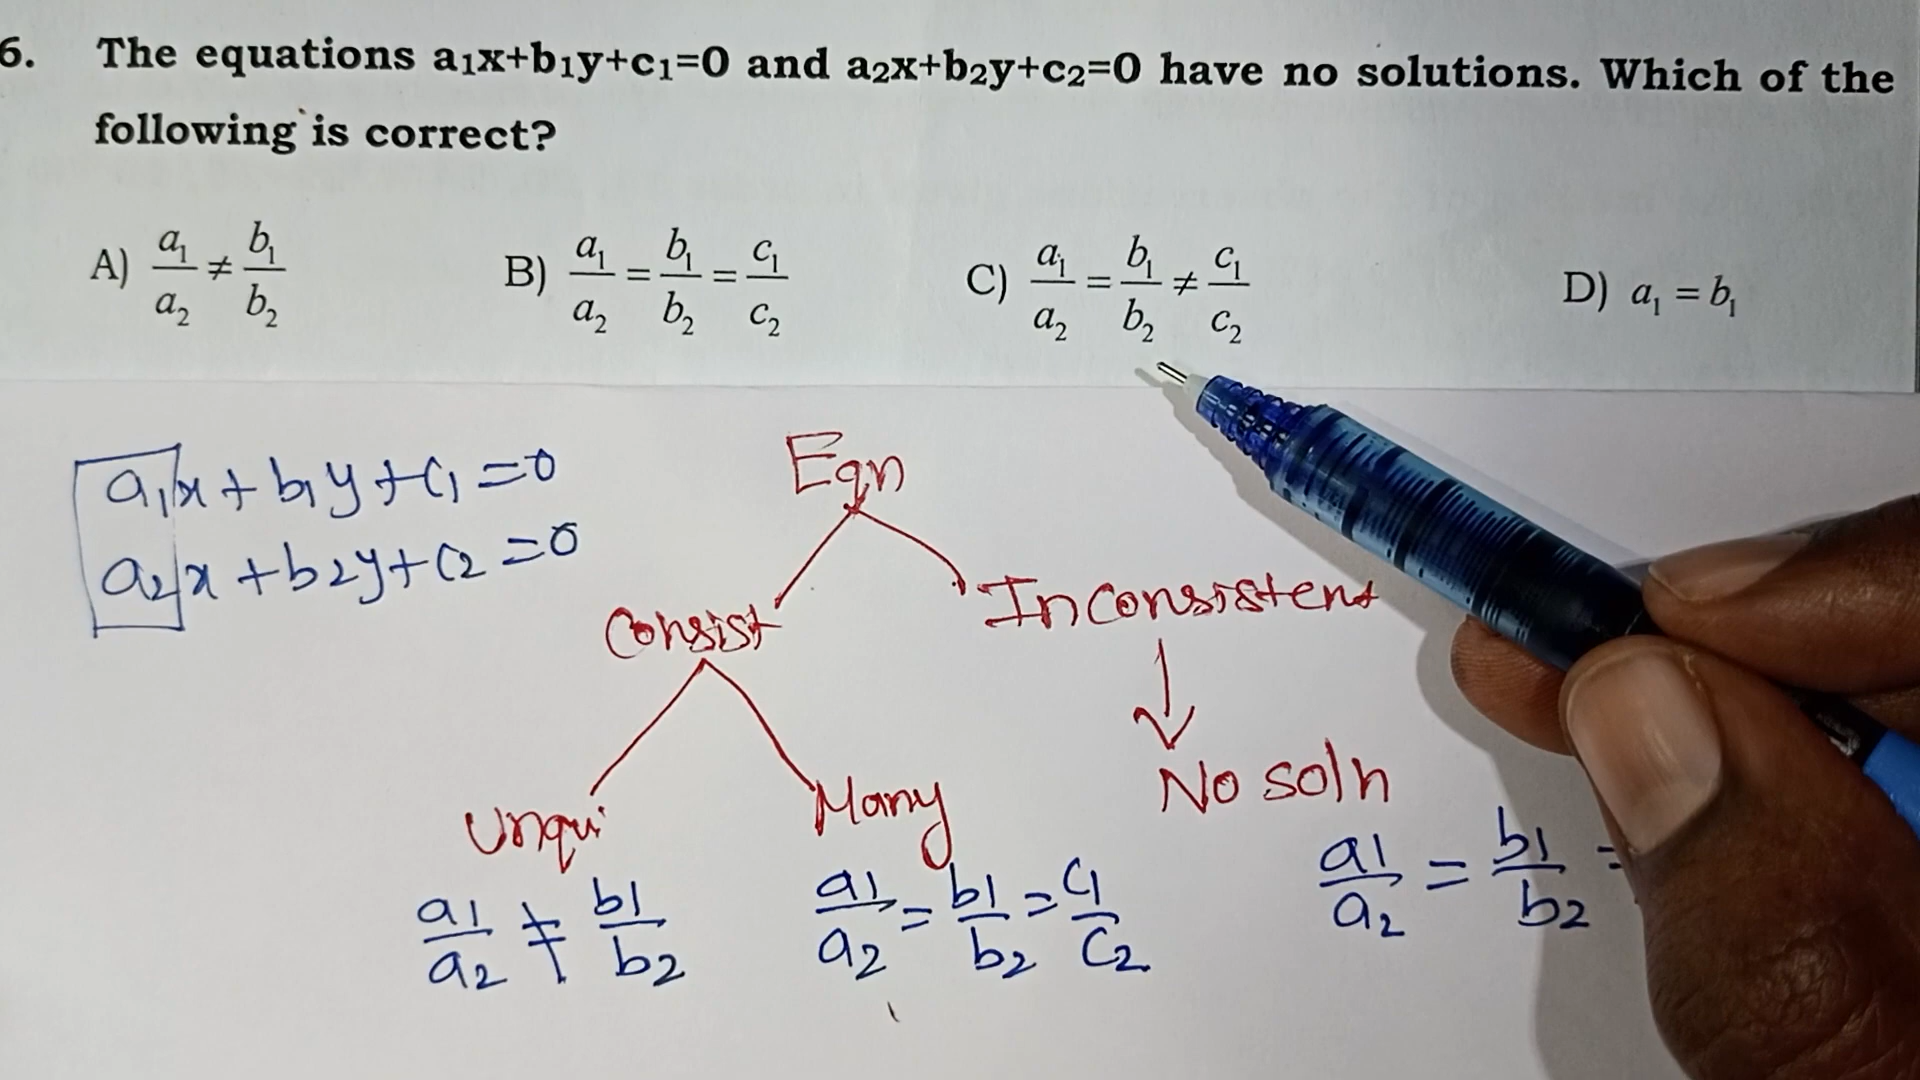 6. The equations a₁x+b₁y+c₁=0 and a₂x+b₂y+c₂=0 have no solutions. Which of the
following is correct?
A) a₁/a₂ ≠ b₁/b₂ B) a₁/a₂ = b₁/b₂ = c₁/c₂ C) a₁/a₂ = b₁/b₂ ≠ c₁/c₂ D) a₁ = b₁
a₁x + b₁y + c₁ = 0
a₂x + b₂y + c₂ = 0
Eqn
Consist
Inconsistent
Unqui
Many
No soln
a₁/a₂ ≠ b₁/b₂
a₁/a₂ = b₁/b₂ = c₁/c₂
a₁/a₂ = b₁/b₂ =